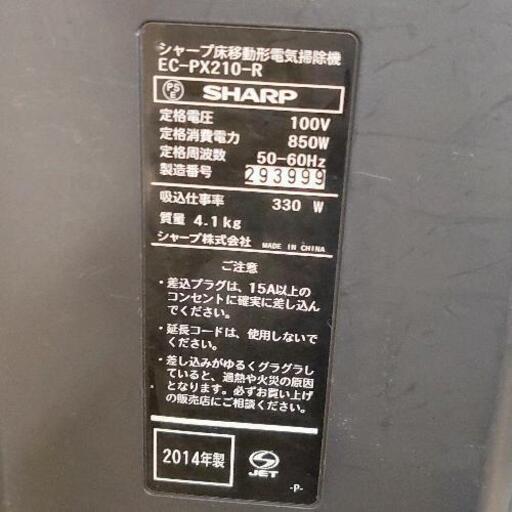 シャープ床移動形電気掃除機
EC-PX210-R
PS E SHARP
定格電圧 100V
定格消費電力 850W
定格周波数 50-60Hz
製造番号 293999
吸込仕事率 330 W
質量 4.1kg
シャープ株式会社 MADE IN CHINA
ご注意
・差込プラグは、15A以上の
コンセントに確実に差し込ん
でください。
・延長コードは、使用しないで
ください。
・差し込みがゆるくグラグラし
ていると、過熱や火災の原因
となります。必ずお買い上げ
の販売店にご相談ください。
2014年製
JET
-P-